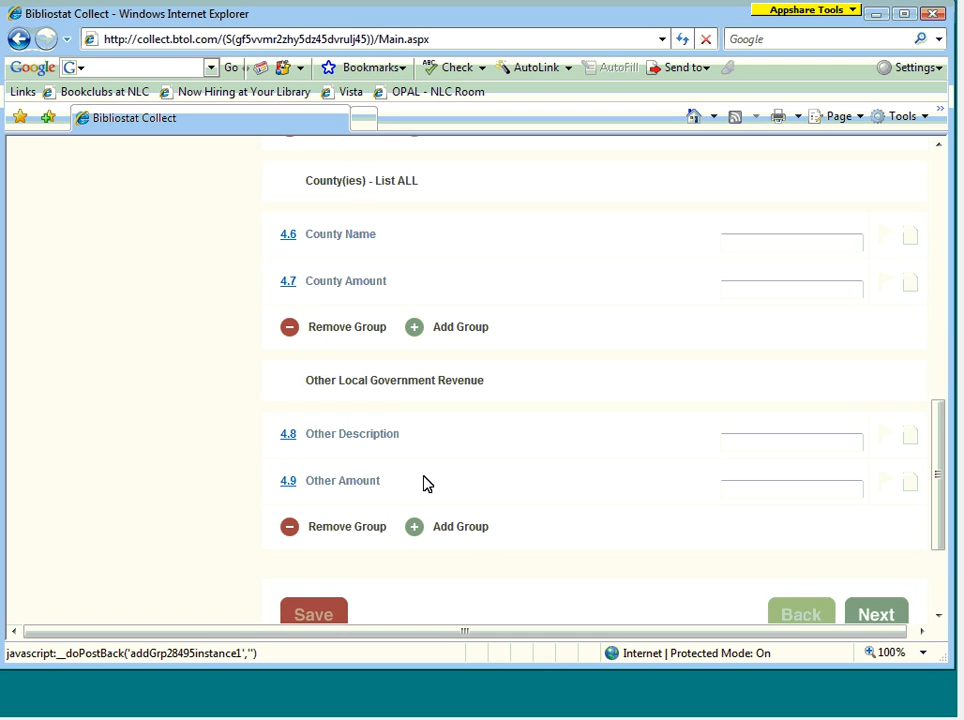 Bibliostat Collect - Windows Internet Explorer
Appshare Tools
http://collect.btol.com/(S(gf5vvmr2zhy5dz45dvrulj45))/Main.aspx
Google
Google G Go Bookmarks ABC Check AutoLink AutoFill Send to Settings
Links Bookclubs at NLC Now Hiring at Your Library Vista OPAL - NLC Room
Bibliostat Collect Page Tools
County(ies) - List ALL
4.6 County Name
4.7 County Amount
Remove Group Add Group
Other Local Government Revenue
4.8 Other Description
4.9 Other Amount
Remove Group Add Group
Save Back Next
javascript:__doPostBack('addGrp28495instance1','') Internet | Protected Mode: On 100%